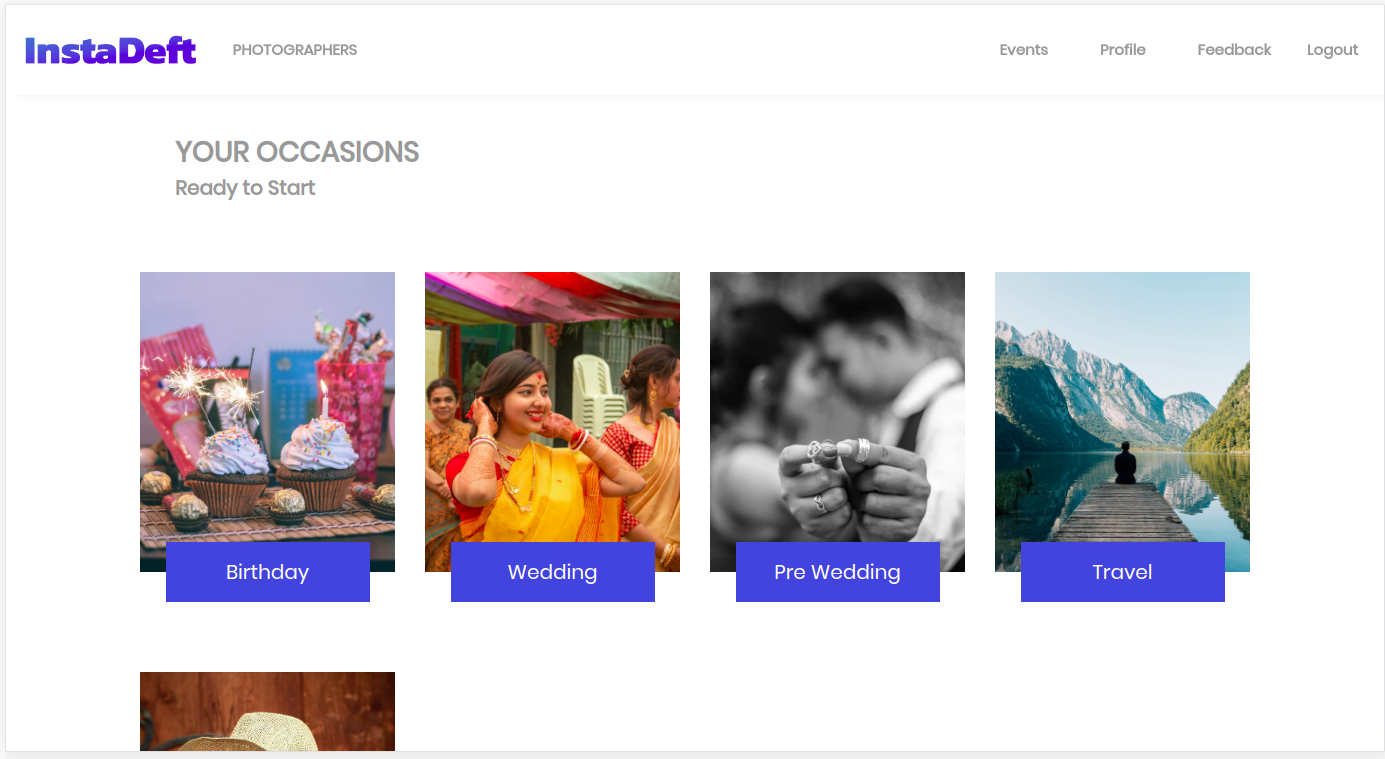 InstaDeft PHOTOGRAPHERS Events Profile Feedback Logout
YOUR OCCASIONS
Ready to Start
Birthday Wedding Pre Wedding Travel